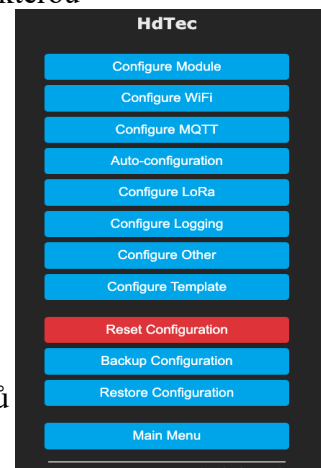 kterou
HdTec
Configure Module
Configure WiFi
Configure MQTT
Auto-configuration
Configure LoRa
Configure Logging
Configure Other
Configure Template
Reset Configuration
Backup Configuration
ů
Restore Configuration
Main Menu